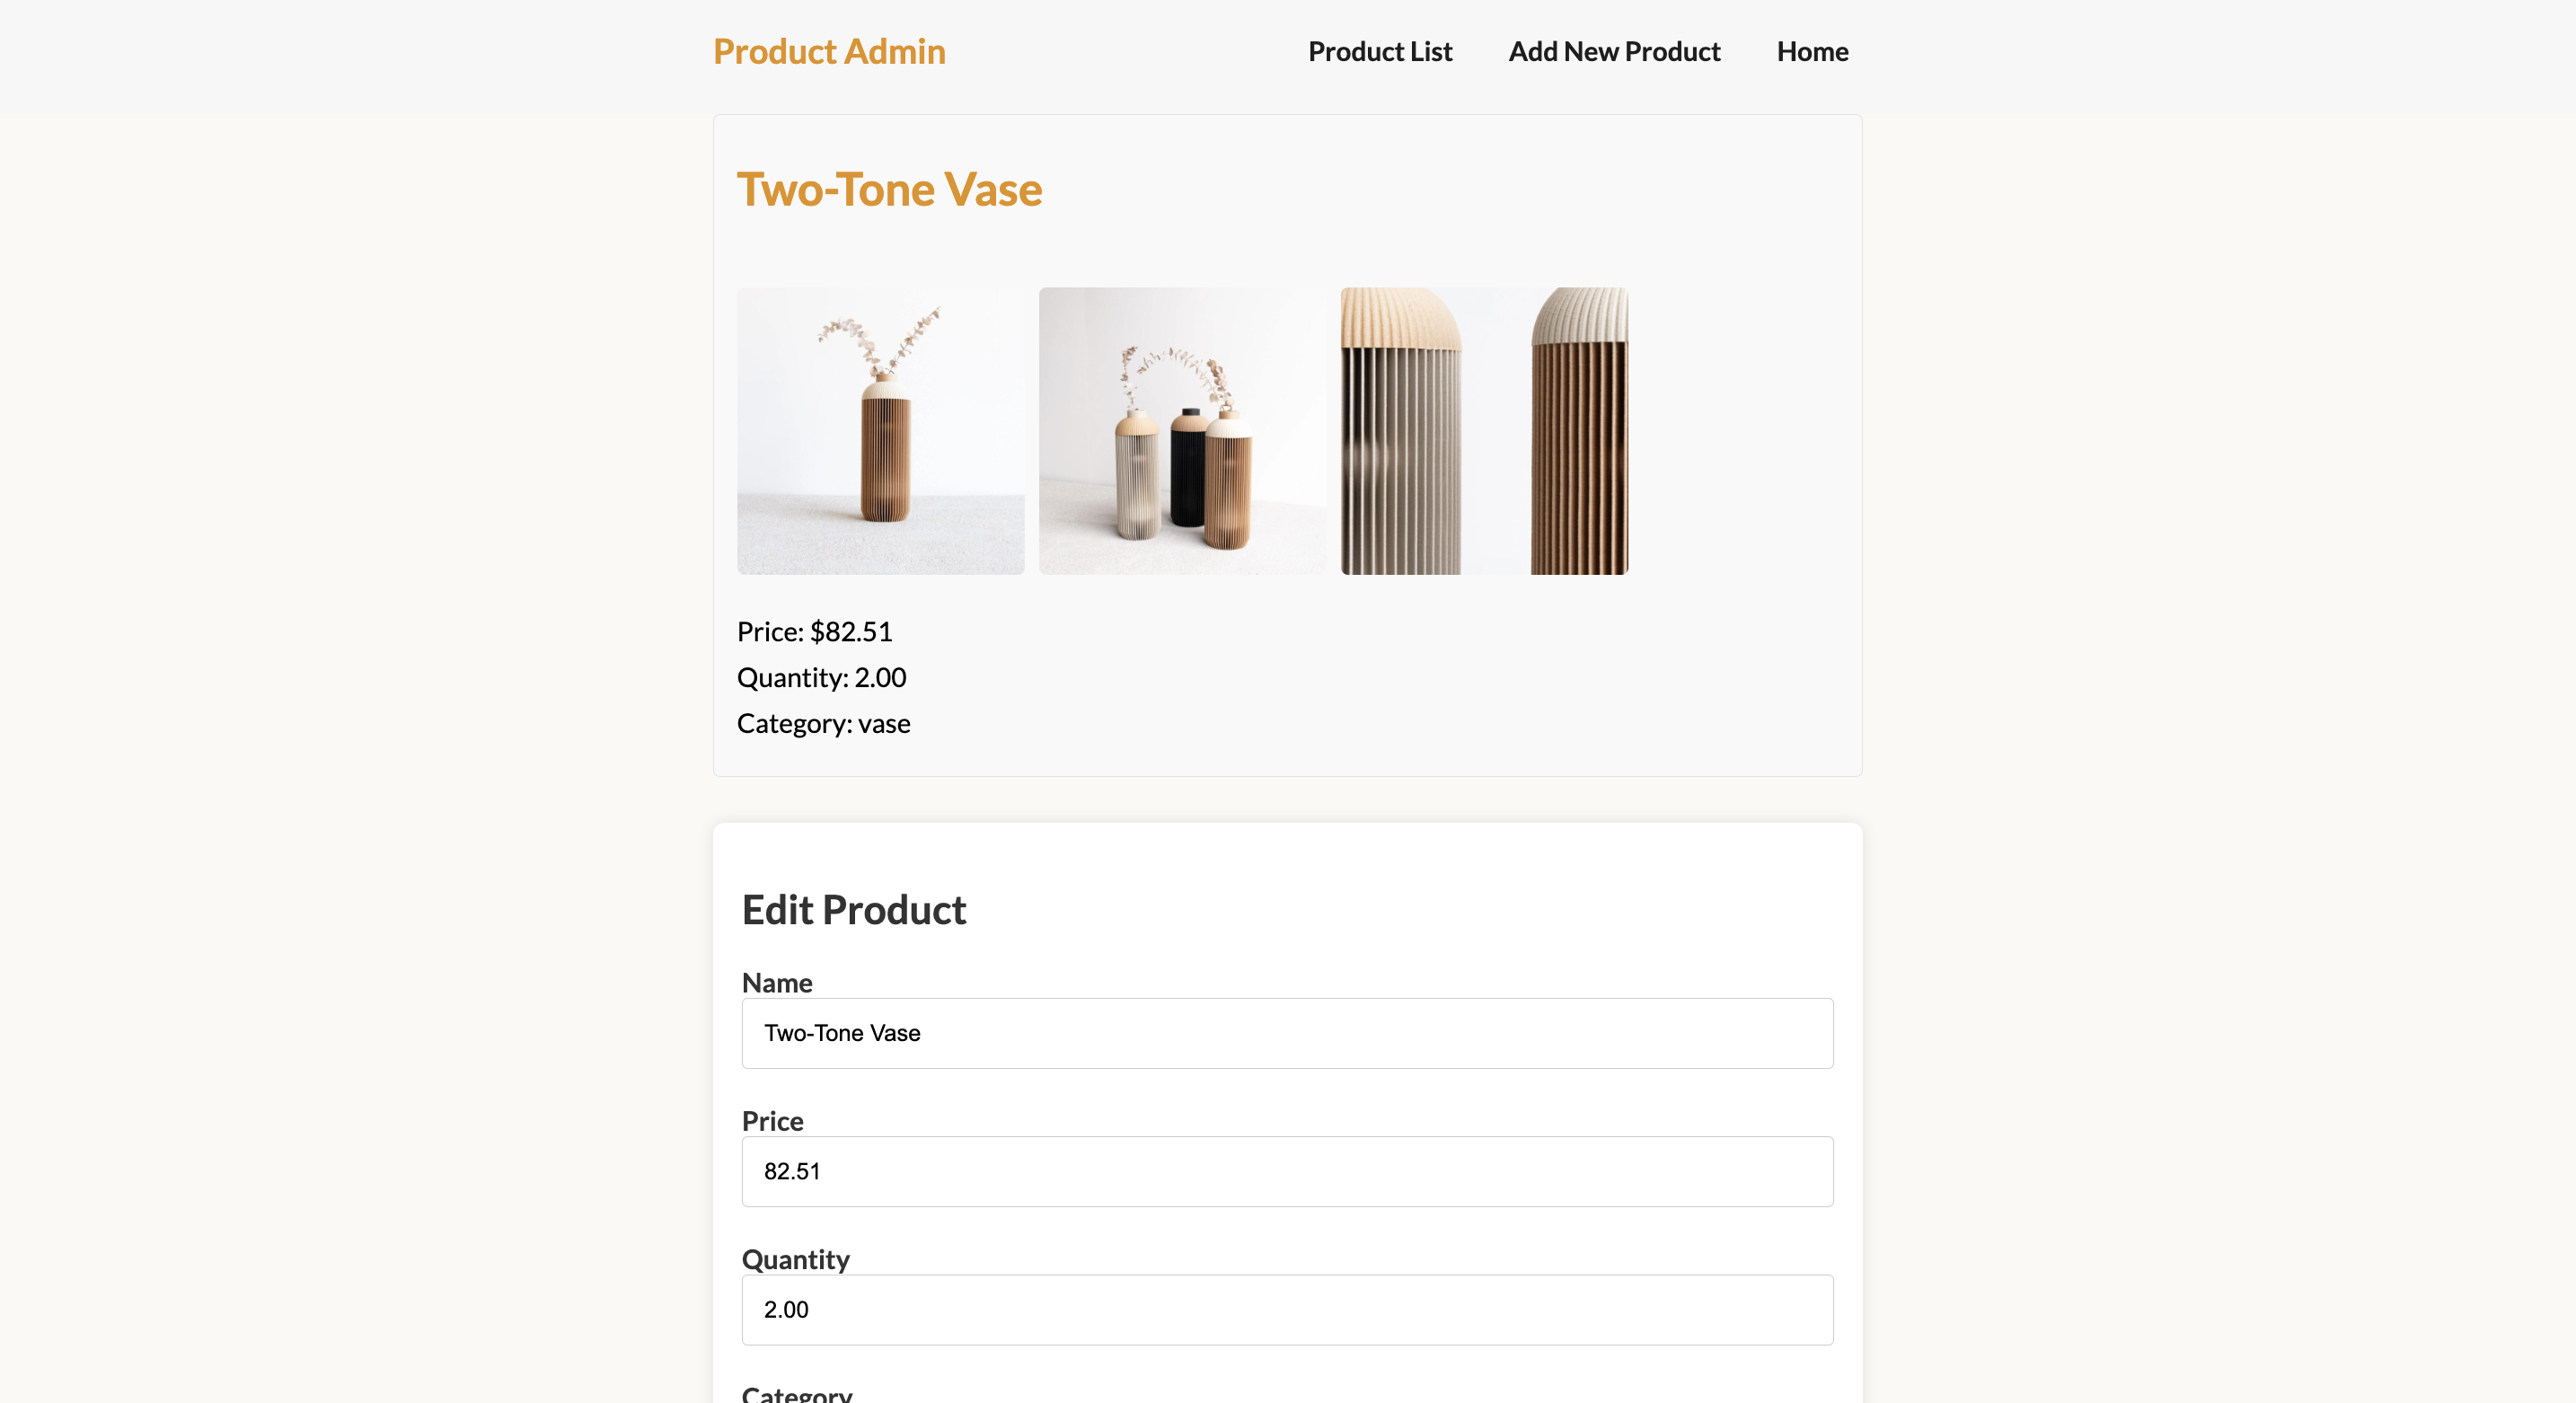 Product Admin
Product List
Add New Product
Home
Two-Tone Vase
Price: $82.51
Quantity: 2.00
Category: vase
Edit Product
Name
Two-Tone Vase
Price
82.51
Quantity
2.00
Category